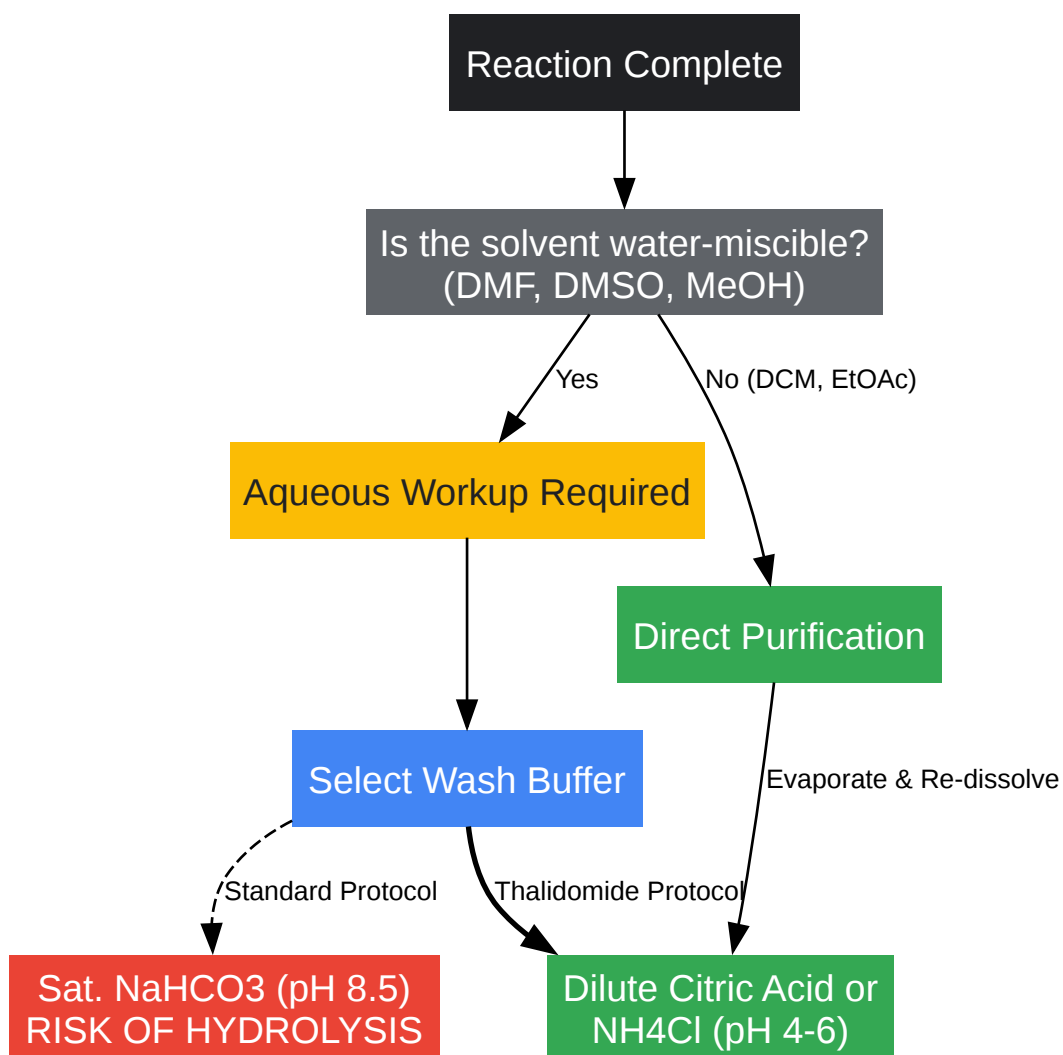 Reaction Complete
Is the solvent water-miscible?
(DMF, DMSO, MeOH)
Yes
No (DCM, EtOAc)
Aqueous Workup Required
Direct Purification
Select Wash Buffer
Evaporate & Re-dissolve
Standard Protocol
Thalidomide Protocol
Sat. NaHCO3 (pH 8.5)
RISK OF HYDROLYSIS
Dilute Citric Acid or
NH4Cl (pH 4-6)